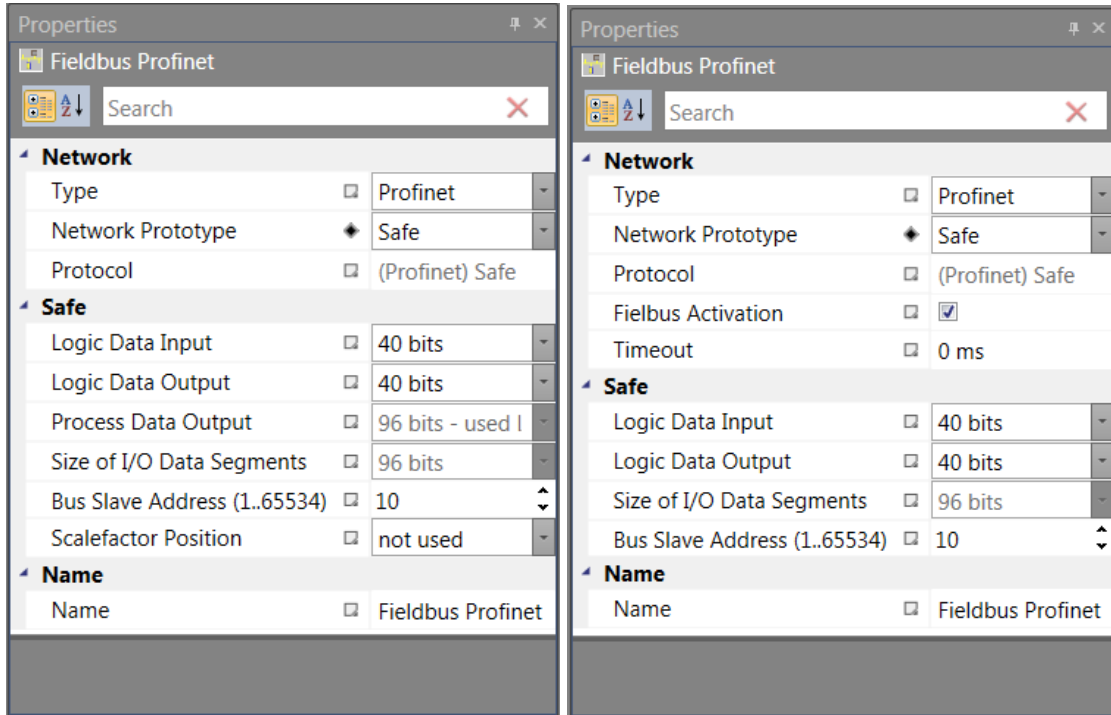 Properties
Fieldbus Profinet
Search
Network
Type Profinet
Network Prototype Safe
Protocol (Profinet) Safe
Safe
Logic Data Input 40 bits
Logic Data Output 40 bits
Process Data Output 96 bits - used
Size of I/O Data Segments 96 bits
Bus Slave Address (1..65534) 10
Scalefactor Position not used
Name
Name Fieldbus Profinet
Properties
Fieldbus Profinet
Search
Network
Type Profinet
Network Prototype Safe
Protocol (Profinet) Safe
Fielbus Activation
Timeout 0 ms
Safe
Logic Data Input 40 bits
Logic Data Output 40 bits
Size of I/O Data Segments 96 bits
Bus Slave Address (1..65534) 10
Name
Name Fieldbus Profinet